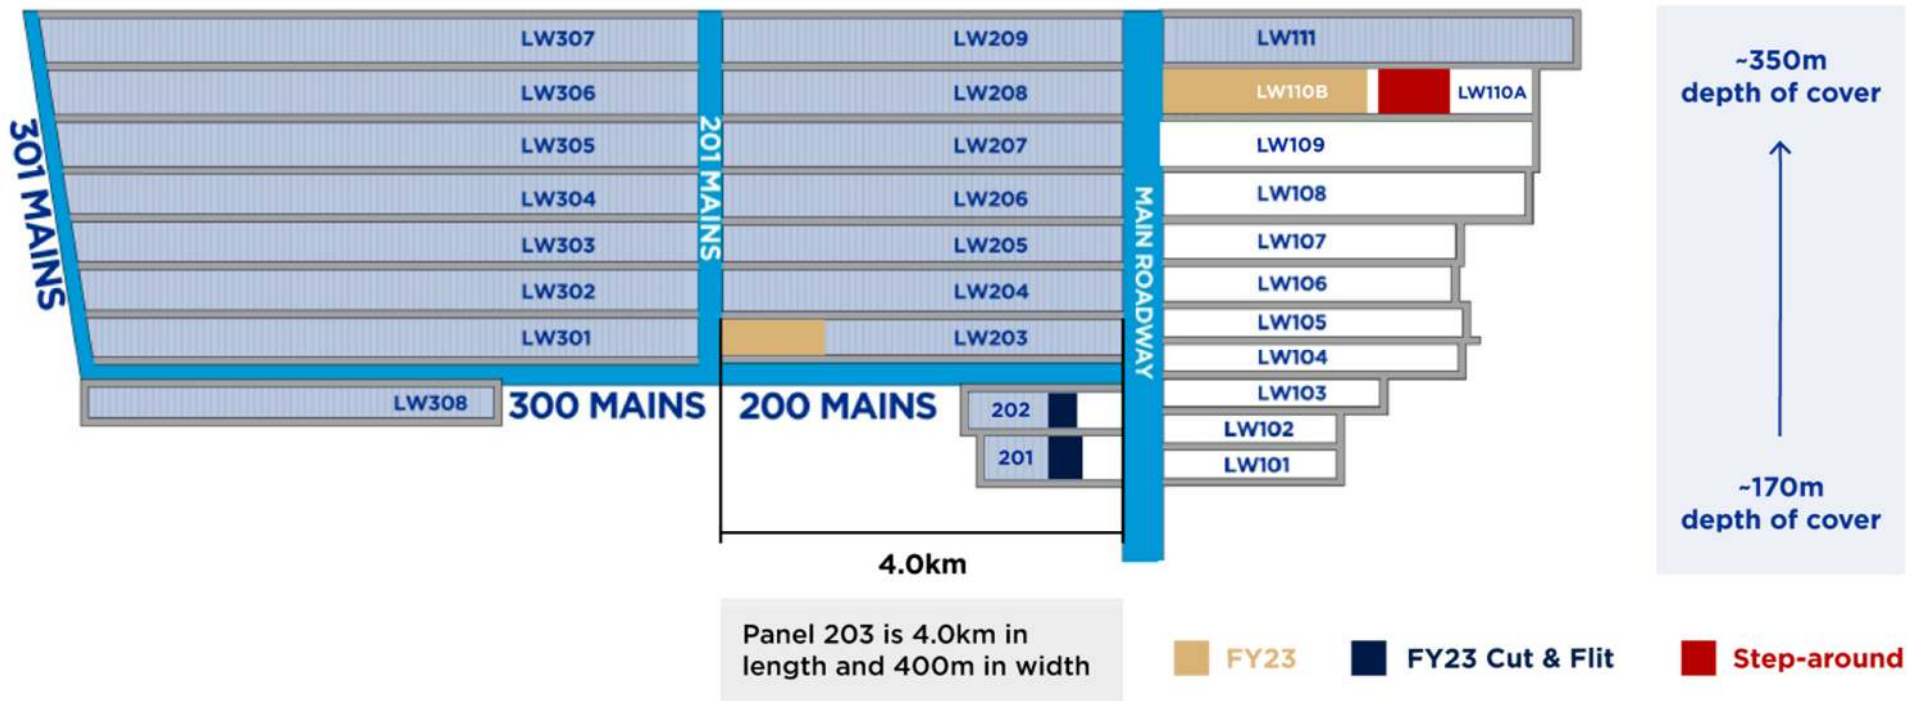 LW307
LW209
LW111
~350m
depth of cover
LW306
LW208
LW110B
LW110A
301 MAINS
201 MAINS
LW305
LW207
LW109
LW304
LW206
MAIN ROADWAY
LW108
LW303
LW205
LW107
LW302
LW204
LW106
LW301
LW203
LW105
LW104
LW308
300 MAINS
200 MAINS
202
LW103
LW102
201
LW101
~170m
depth of cover
4.0km
Panel 203 is 4.0km in
length and 400m in width
FY23
FY23 Cut & Flit
Step-around